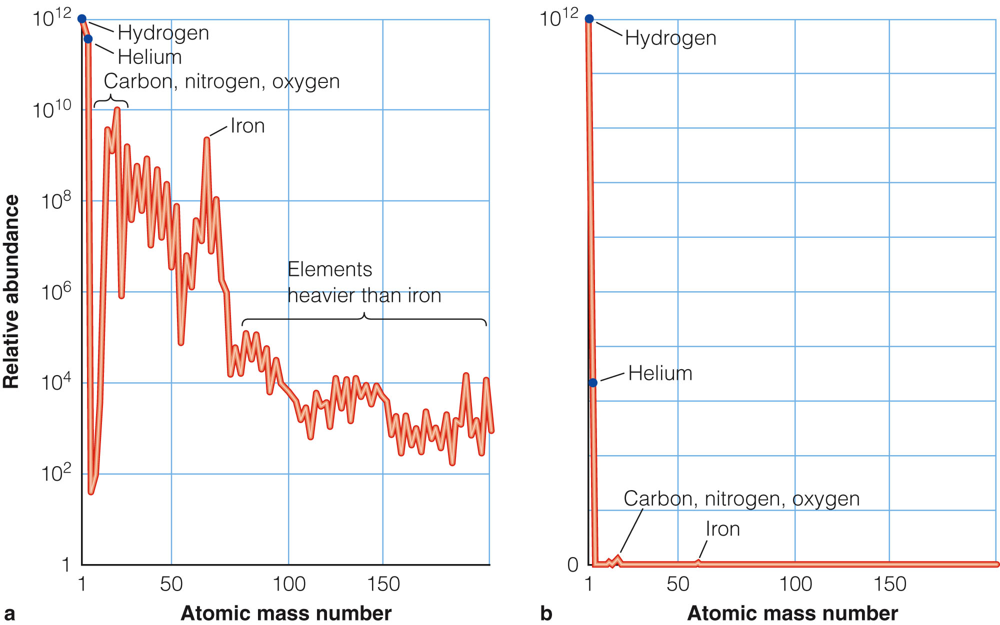 10¹²
Hydrogen
Helium
Carbon, nitrogen, oxygen
10¹⁰
Iron
10⁸
Elements
heavier than iron
10⁶
10⁴
10²
1
1 50 100 150
Relative abundance
a Atomic mass number
10¹²
Hydrogen
Helium
Carbon, nitrogen, oxygen
Iron
0
1 50 100 150
b Atomic mass number